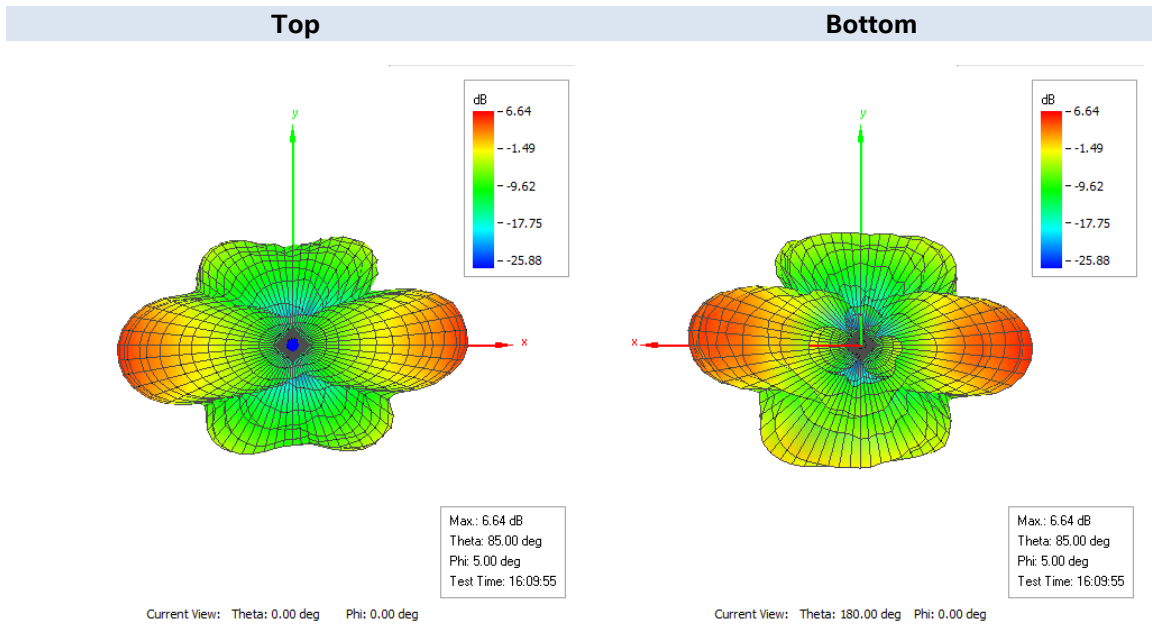 Top
Bottom
dB
6.64
-1.49
-9.62
-17.75
-25.88
y
x
Max.: 6.64 dB
Theta: 85.00 deg
Phi: 5.00 deg
Test Time: 16:09:55
Current View: Theta: 0.00 deg Phi: 0.00 deg
dB
6.64
-1.49
-9.62
-17.75
-25.88
y
x
Max.: 6.64 dB
Theta: 85.00 deg
Phi: 5.00 deg
Test Time: 16:09:55
Current View: Theta: 180.00 deg Phi: 0.00 deg